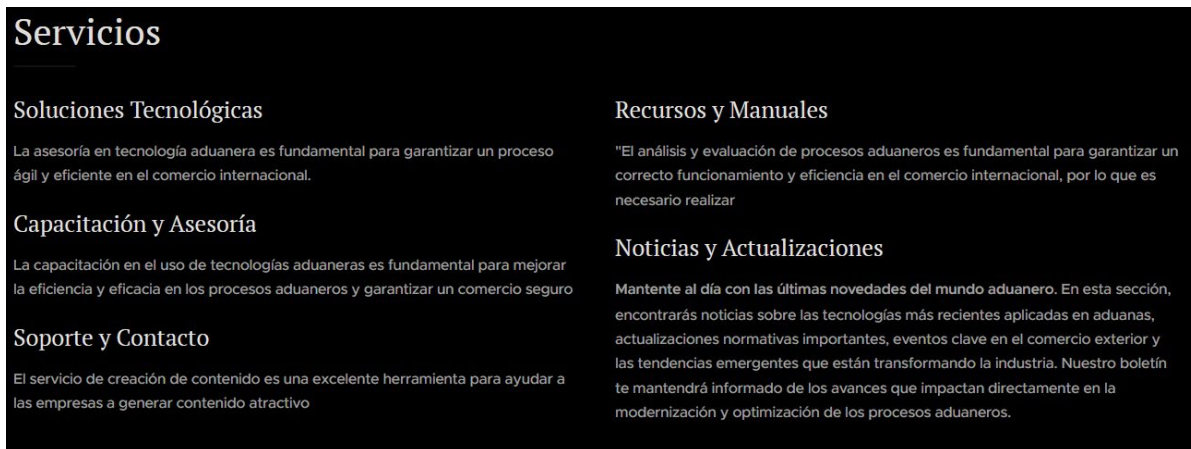 Servicios
Soluciones Tecnológicas
La asesoría en tecnología aduanera es fundamental para garantizar un proceso
ágil y eficiente en el comercio internacional.
Capacitación y Asesoría
La capacitación en el uso de tecnologías aduaneras es fundamental para mejorar
la eficiencia y eficacia en los procesos aduaneros y garantizar un comercio seguro
Soporte y Contacto
El servicio de creación de contenido es una excelente herramienta para ayudar a
las empresas a generar contenido atractivo
Recursos y Manuales
"El análisis y evaluación de procesos aduaneros es fundamental para garantizar un
correcto funcionamiento y eficiencia en el comercio internacional, por lo que es
necesario realizar
Noticias y Actualizaciones
Mantente al día con las últimas novedades del mundo aduanero. En esta sección,
encontrarás noticias sobre las tecnologías más recientes aplicadas en aduanas,
actualizaciones normativas importantes, eventos clave en el comercio exterior y
las tendencias emergentes que están transformando la industria. Nuestro boletín
te mantendrá informado de los avances que impactan directamente en la
modernización y optimización de los procesos aduaneros.